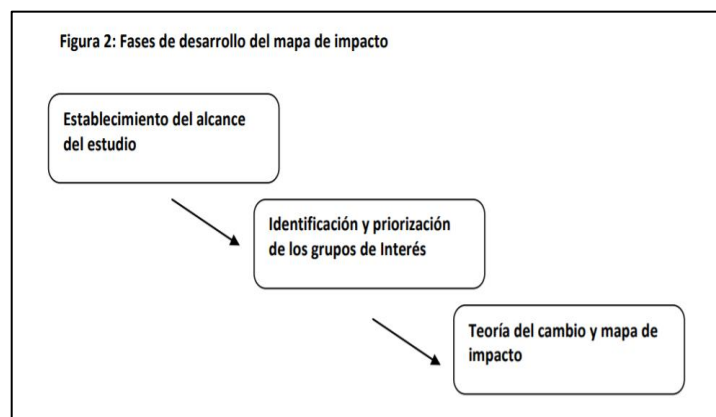 Figura 2: Fases de desarrollo del mapa de impacto
Establecimiento del alcance
del estudio
Identificación y priorización
de los grupos de Interés
Teoría del cambio y mapa de
impacto